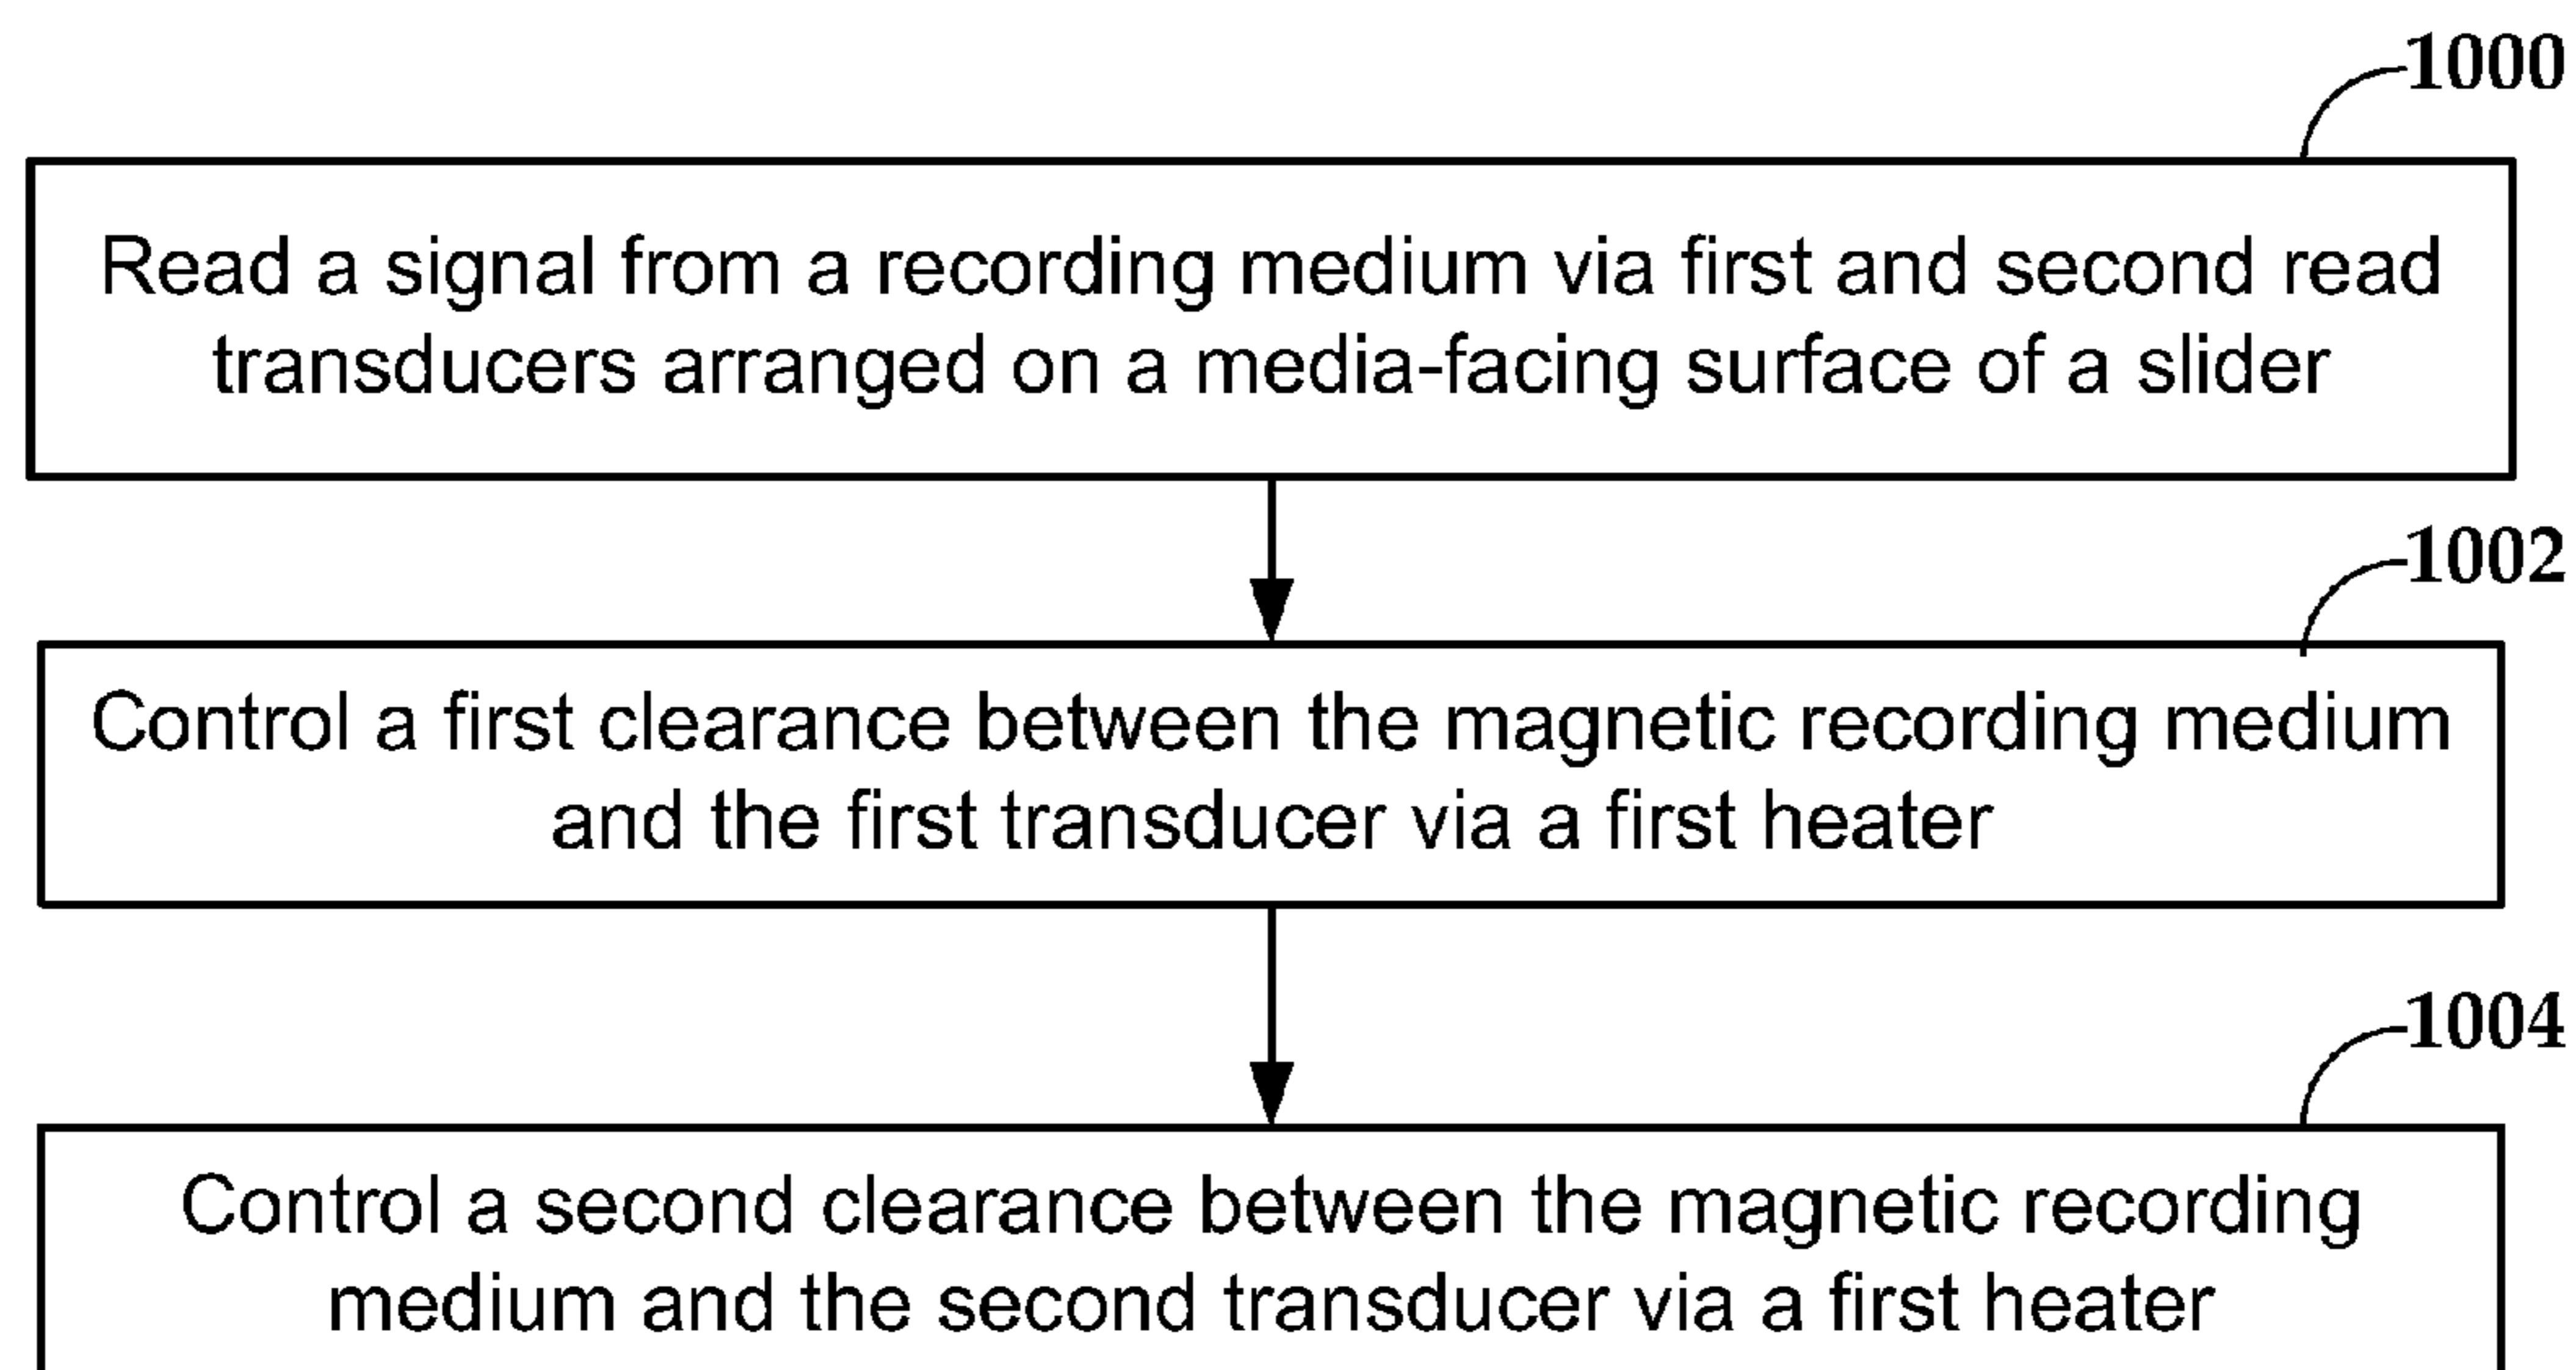 1000
Read a signal from a recording medium via first and second read
transducers arranged on a media-facing surface of a slider
1002
Control a first clearance between the magnetic recording medium
and the first transducer via a first heater
1004
Control a second clearance between the magnetic recording
medium and the second transducer via a first heater